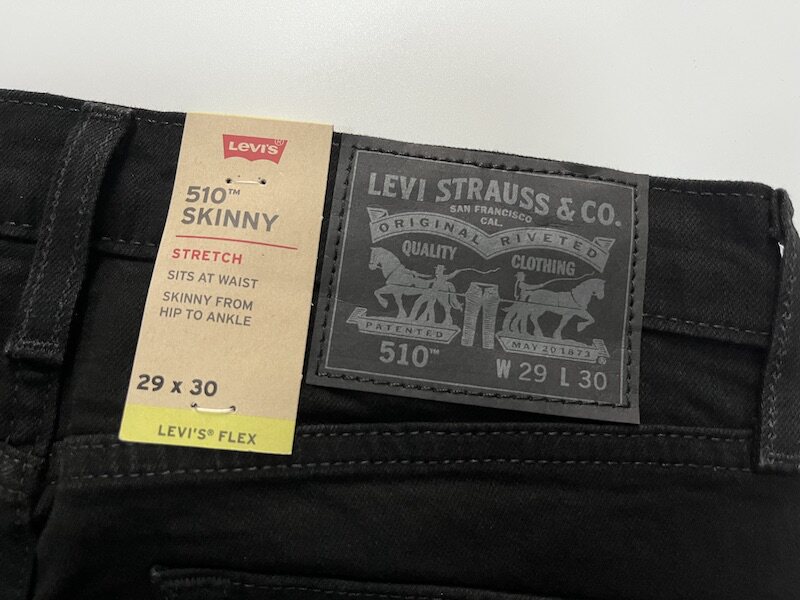 Levi's®
510™
SKINNY
STRETCH
SITS AT WAIST
SKINNY FROM
HIP TO ANKLE
29 x 30
LEVI'S® FLEX
LEVI STRAUSS & CO.
SAN FRANCISCO
CAL.
ORIGINAL RIVETED
QUALITY CLOTHING
PATENTED MAY 20 1873
510™ W 29 L 30